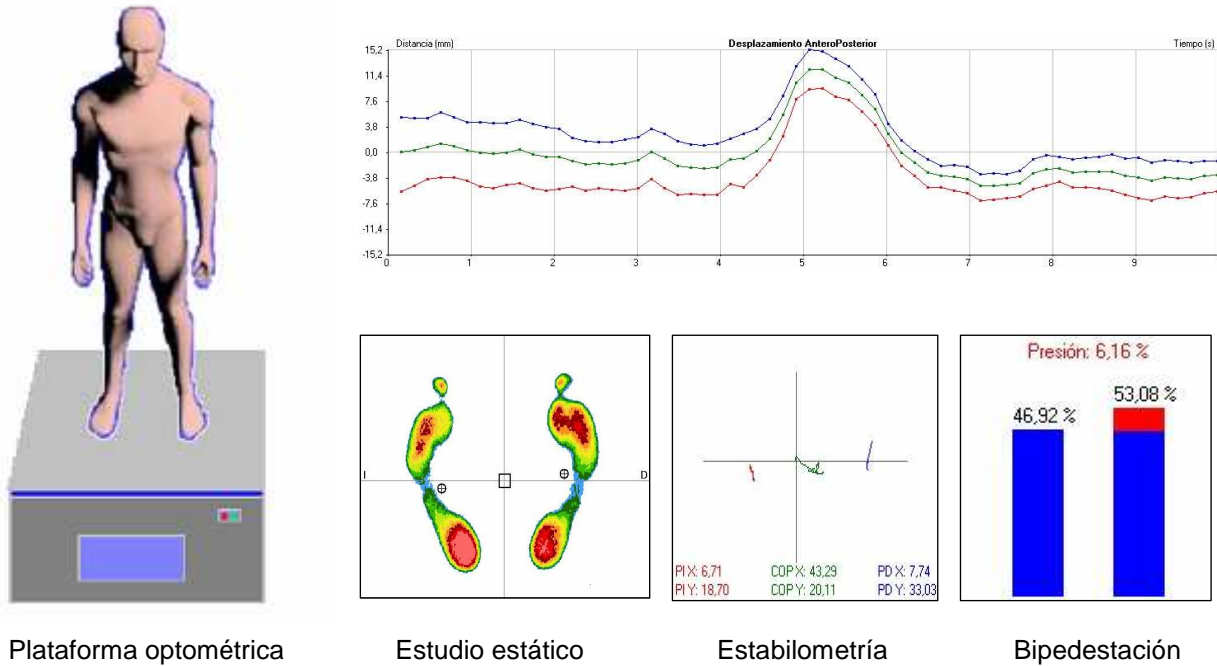 Distancia (mm) Desplazamiento AnteroPosterior Tiempo (s)
15,2
11,4
7,6
3,8
0,0
-3,8
-7,6
-11,4
-15,2
0 1 2 3 4 5 6 7 8 9
I D
PI X: 6,71 COP X: 43,29 PD X: 7,74
PI Y: 18,70 COP Y: 20,11 PD Y: 33,03
Presión: 6,16 %
53,08 %
46,92 %
Plataforma optométrica Estudio estático Estabilometría Bipedestación